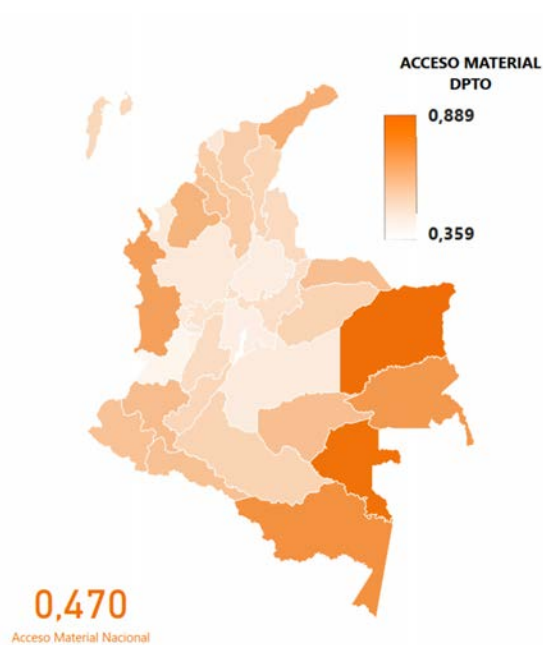 ACCESO MATERIAL
DPTO
0,889
0,359
0,470
Acceso Material Nacional